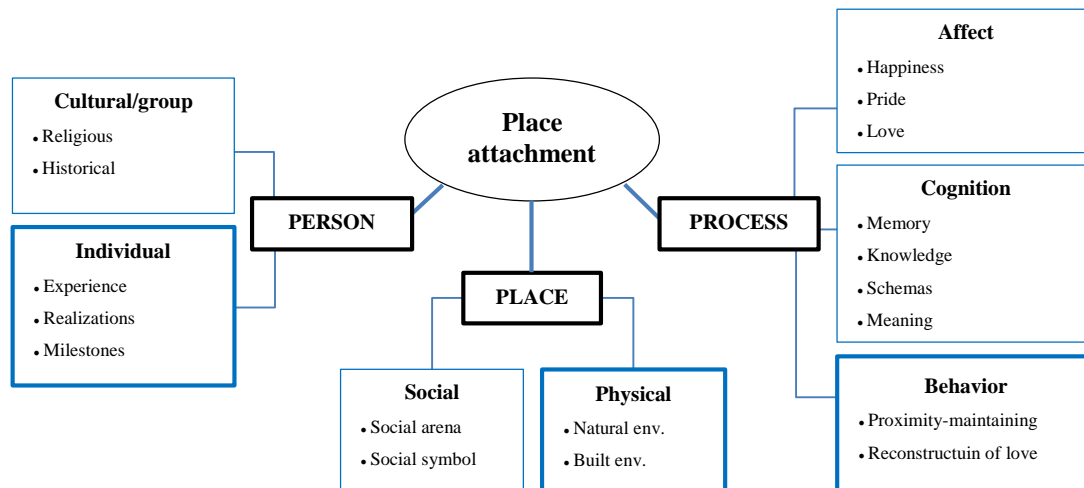 Place
attachment
PERSON
Cultural/group
• Religious
• Historical
Individual
• Experience
• Realizations
• Milestones
PLACE
Social
• Social arena
• Social symbol
Physical
• Natural env.
• Built env.
PROCESS
Affect
• Happiness
• Pride
• Love
Cognition
• Memory
• Knowledge
• Schemas
• Meaning
Behavior
• Proximity-maintaining
• Reconstructuin of love